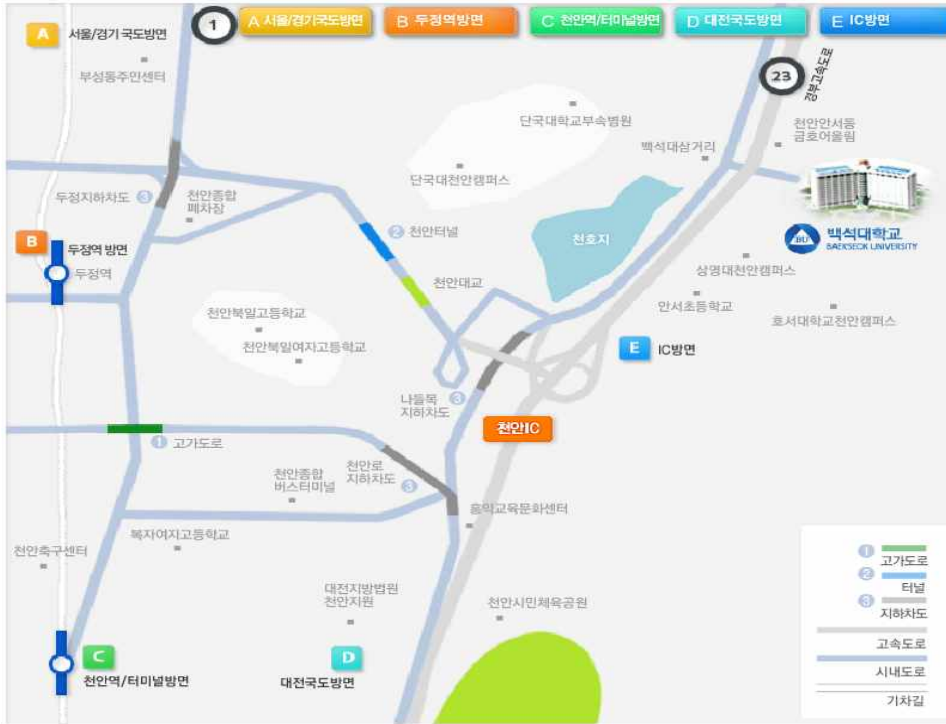 A
서울/경기 국도방면
1
A 서울/경기국도방면
B 두정역방면
C 천안역/터미널방면
D 대전국도방면
E IC방면
부성동주민센터
23
경부고속도로
단국대학교부속병원
천안안서동
금호어울림
백석대삼거리
단국대천안캠퍼스
두정지하차도 3
천안종합
폐차장
2 천안터널
천호지
BU
백석대학교
BAEKSEOK UNIVERSITY
B
두정역 방면
두정역
천안대교
상명대천안캠퍼스
안서초등학교
호서대학교천안캠퍼스
천안북일고등학교
천안북일여자고등학교
E IC방면
나들목
지하차도 3
천안IC
1 고가도로
천안종합
버스터미널
천안로
지하차도 3
흥익교육문화센터
복자여자고등학교
천안축구센터
대전지방법원
천안지원
천안시민체육공원
1
고가도로
2
터널
3
지하차도
고속도로
시내도로
기차길
C
천안역/터미널방면
D
대전국도방면